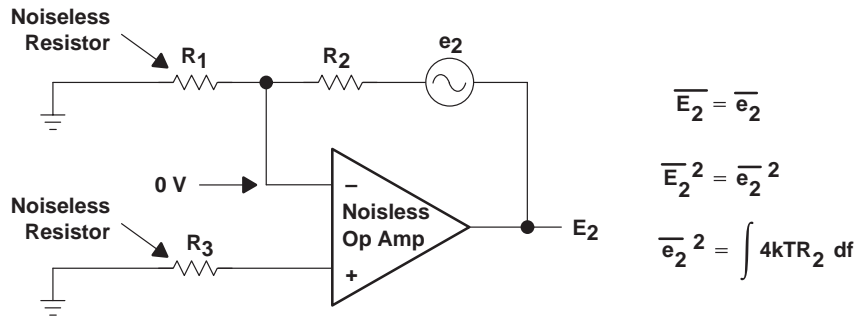 Noiseless
Resistor
R1
R2
e2
E2 = e2
0 V
E2 2 = e2 2
Noiseless
Resistor
R3
−
Noisless
Op Amp
+
E2
e2 2 = ∫ 4kTR2 df